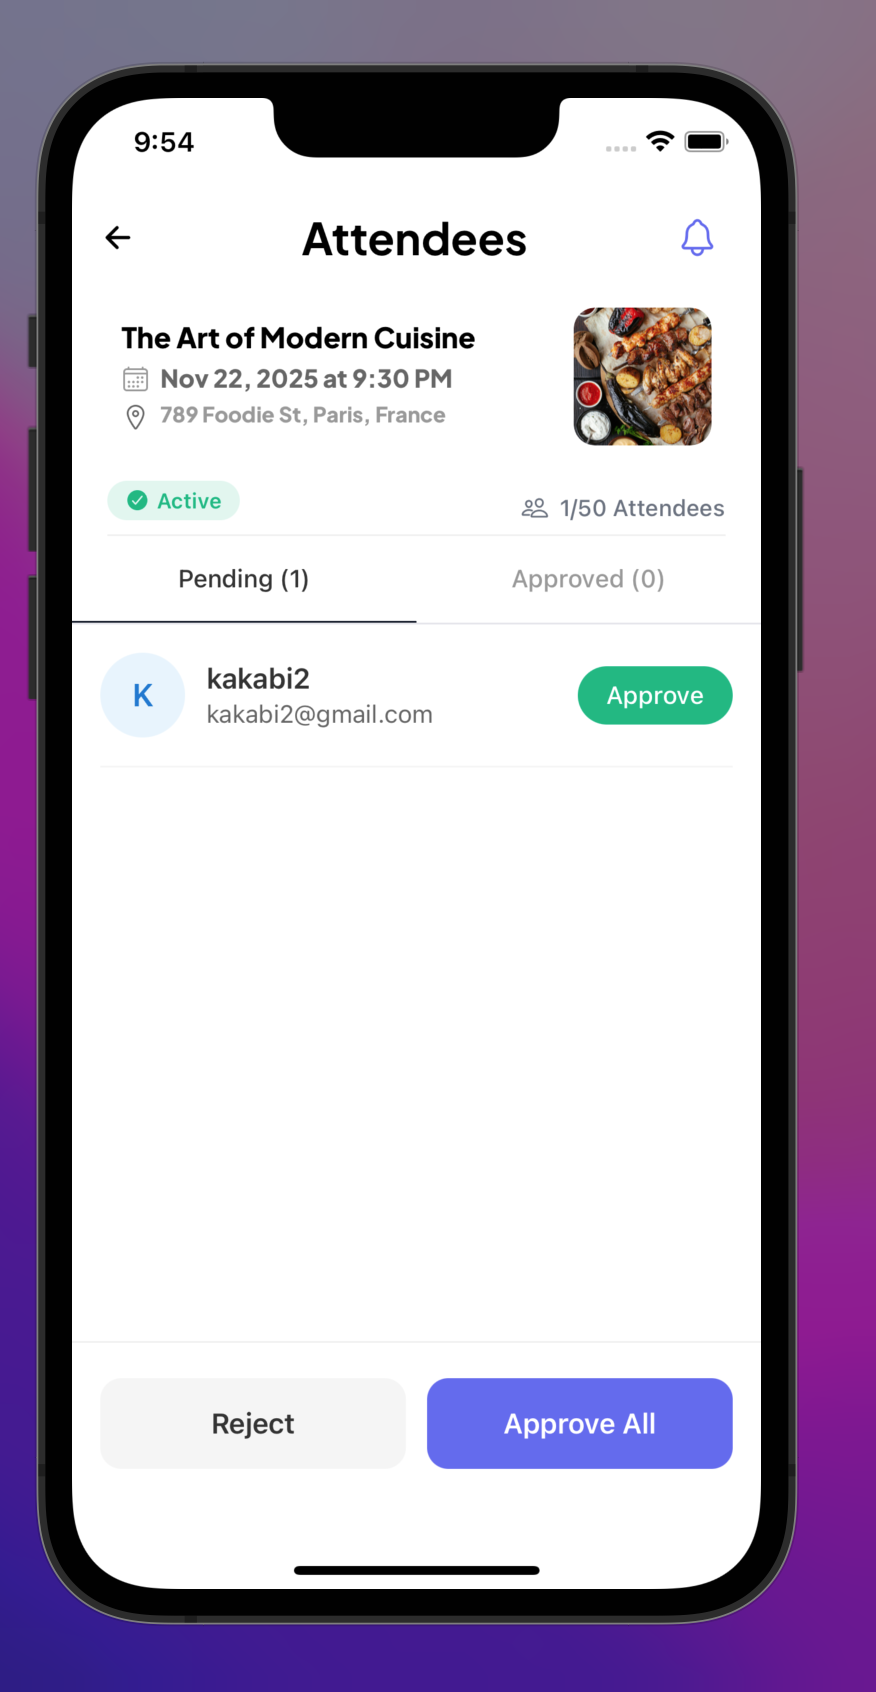 9:54
Attendees
The Art of Modern Cuisine
Nov 22, 2025 at 9:30 PM
789 Foodie St, Paris, France
Active
1/50 Attendees
Pending (1)
Approved (0)
K
kakabi2
kakabi2@gmail.com
Approve
Reject
Approve All